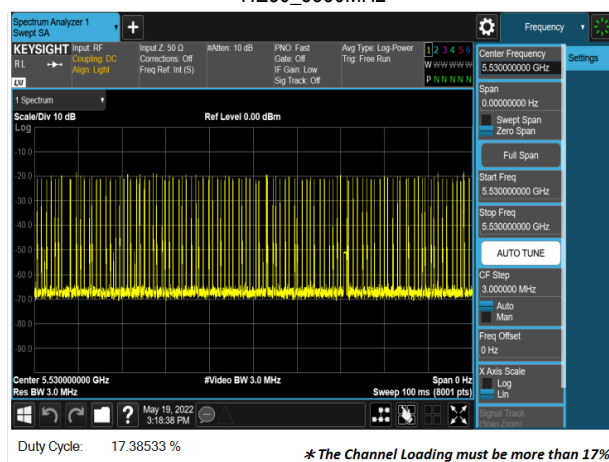 Spectrum Analyzer 1
Swept SA
Frequency
KEYSIGHT
RL
Input: RF
Coupling: DC
Align: Light
Input Z: 50 Ω
Corrections: Off
Freq Ref: Int (S)
#Atten: 10 dB
PNO: Fast
Gate: Off
IF Gain: Low
Sig Track: Off
Avg Type: Log-Power
Trig: Free Run
1 2 3 4 5 6
W W W W W W
P N N N N N
LXI
1 Spectrum
Scale/Div 10 dB
Ref Level 0.00 dBm
Log
-10.0
-20.0
-30.0
-40.0
-50.0
-60.0
-70.0
-80.0
-90.0
Center 5.530000000 GHz
#Video BW 3.0 MHz
Span 0 Hz
Res BW 3.0 MHz
Sweep 100 ms (8001 pts)
May 19, 2022
3:18:38 PM
Center Frequency
5.530000000 GHz
Settings
Span
0.00000000 Hz
Swept Span
Zero Span
Full Span
Start Freq
5.530000000 GHz
Stop Freq
5.530000000 GHz
AUTO TUNE
CF Step
3.000000 MHz
Auto
Man
Freq Offset
0 Hz
X Axis Scale
Log
Lin
Signal Track
(Span Zoom)
Duty Cycle: 17.38533 %
* The Channel Loading must be more than 17%